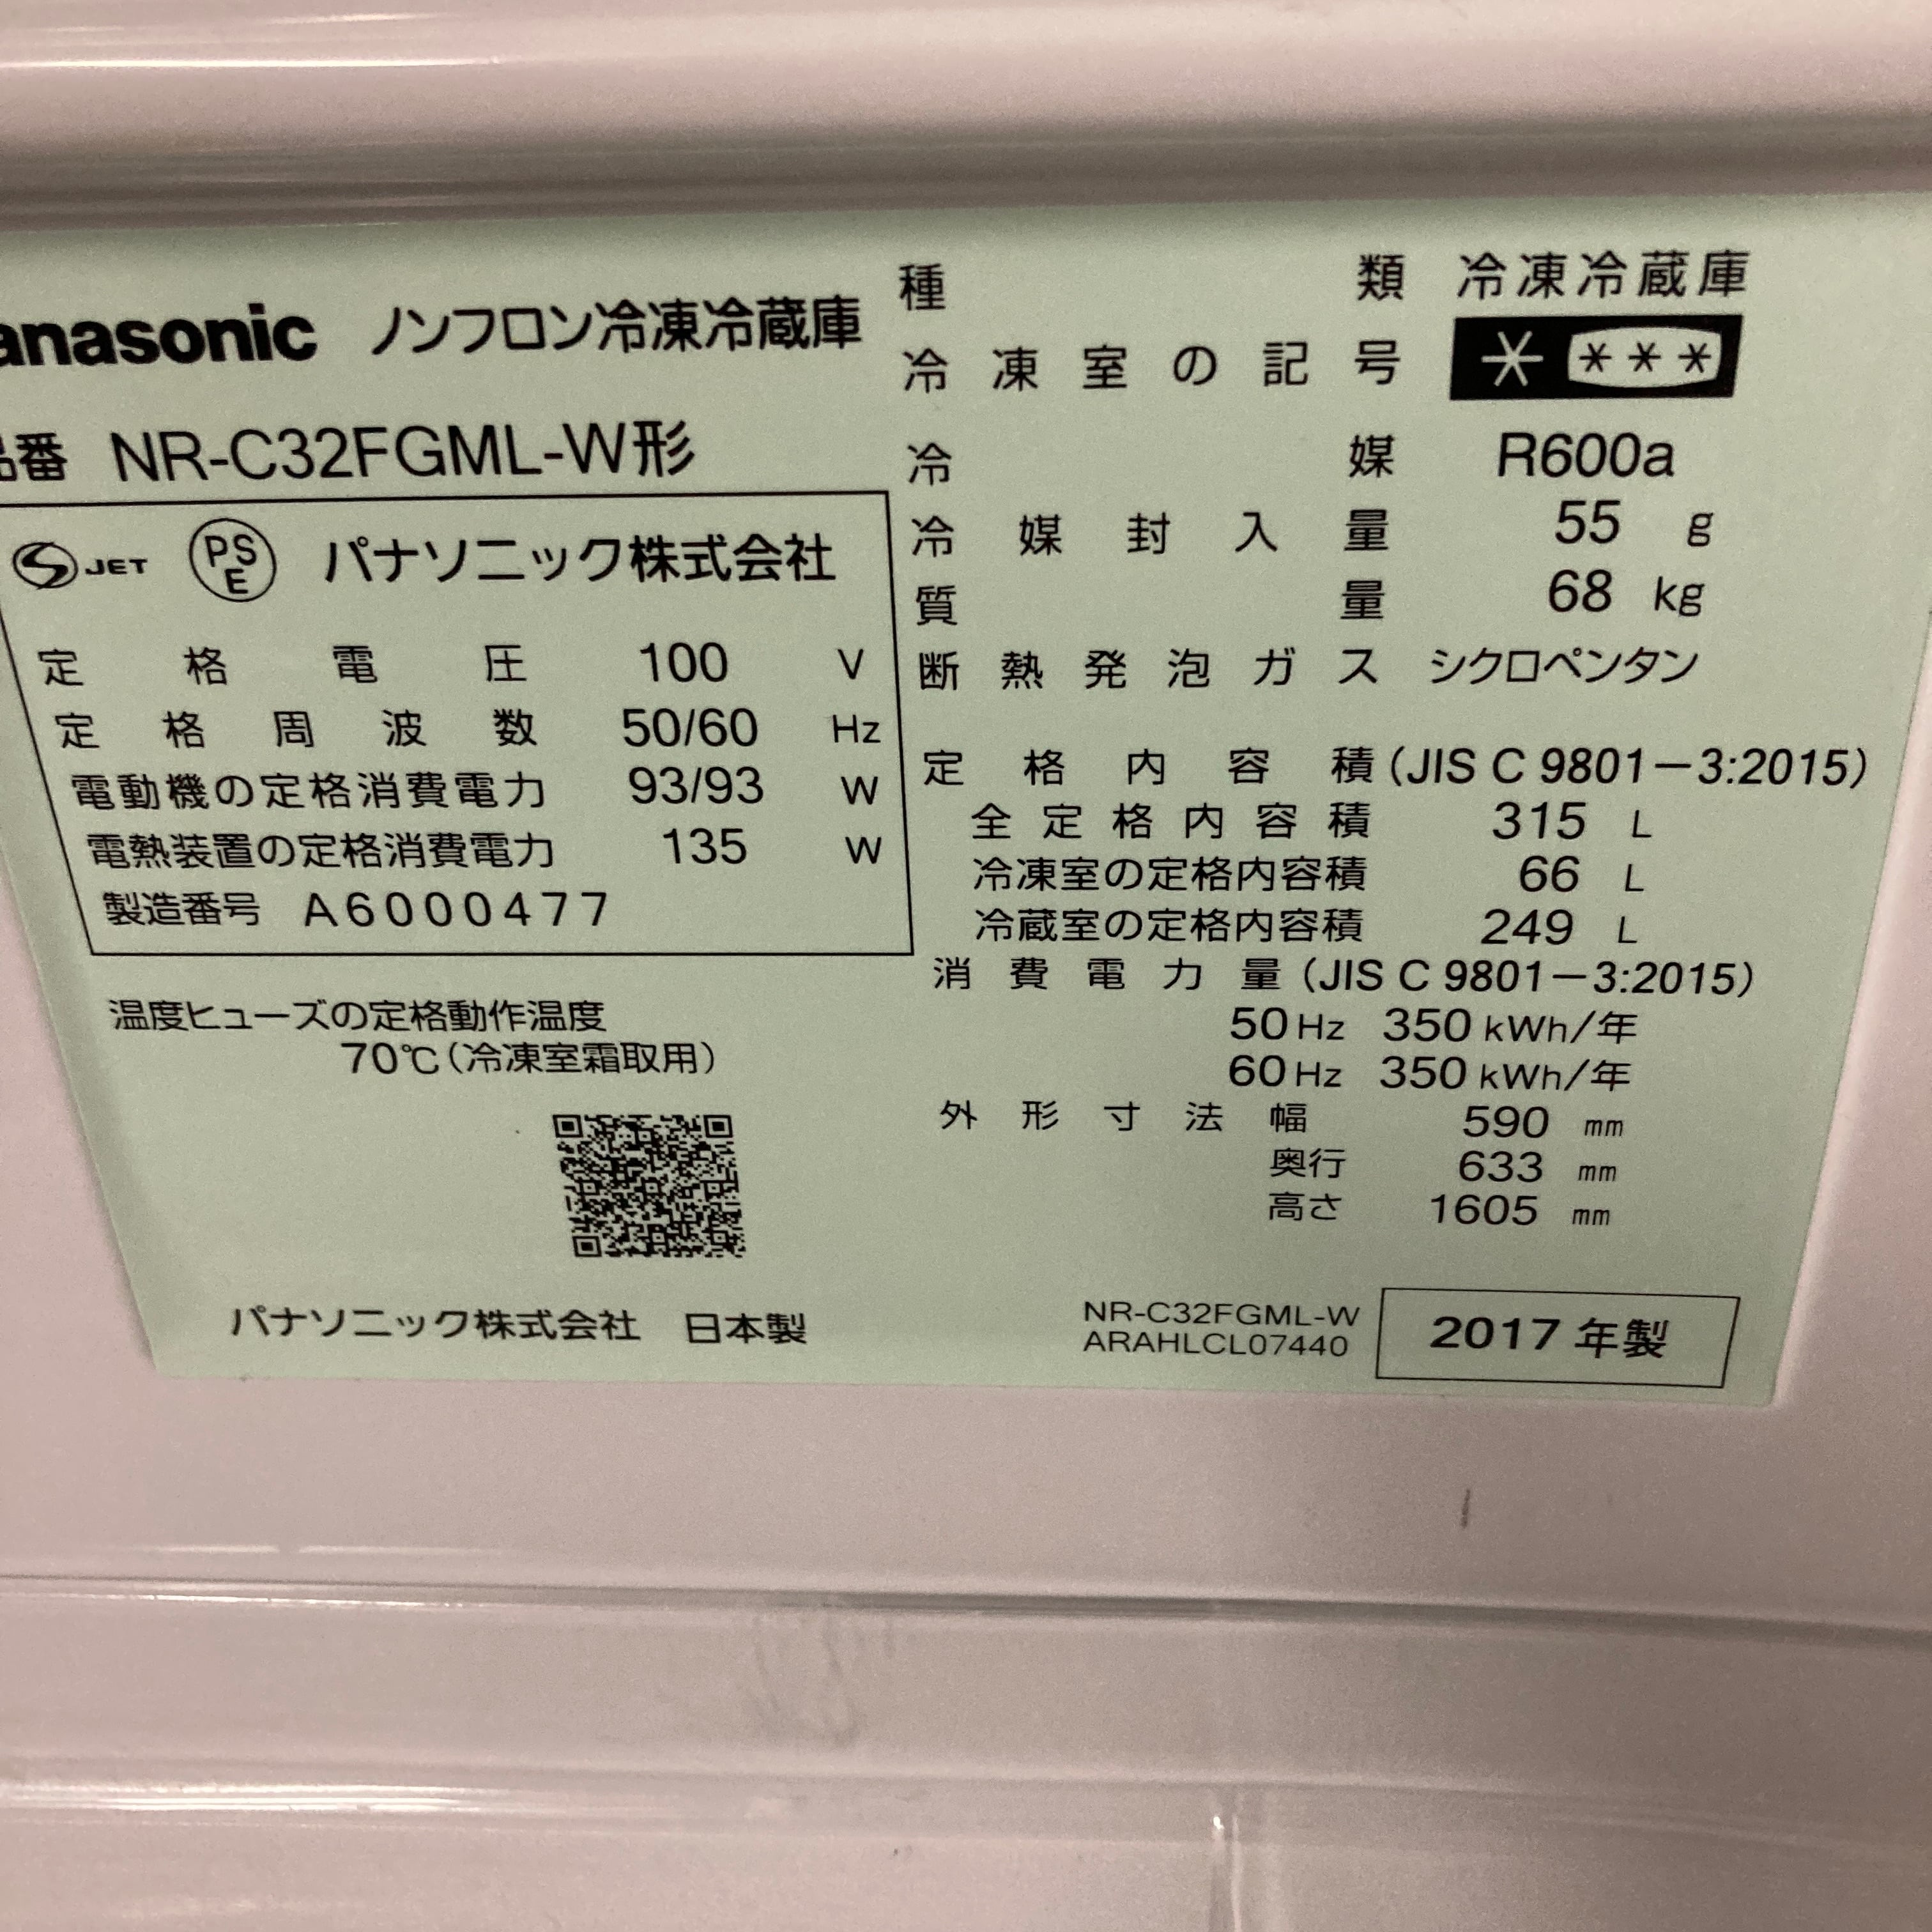 anasonic ノンフロン冷凍冷蔵庫
品番 NR-C32FGML-W形
S JET PSE パナソニック株式会社
定格電圧 100 V
定格周波数 50/60 Hz
電動機の定格消費電力 93/93 W
電熱装置の定格消費電力 135 W
製造番号 A6000477
温度ヒューズの定格動作温度
70℃(冷凍室霜取用)
パナソニック株式会社 日本製
種類 冷凍冷蔵庫
冷凍室の記号 * ***
冷媒 R600a
冷媒封入量 55 g
質量 68 kg
断熱発泡ガス シクロペンタン
定格内容積(JIS C 9801-3:2015)
全定格内容積 315 L
冷凍室の定格内容積 66 L
冷蔵室の定格内容積 249 L
消費電力量(JIS C 9801-3:2015)
50Hz 350 kWh/年
60Hz 350 kWh/年
外形寸法 幅 590 mm
奥行 633 mm
高さ 1605 mm
NR-C32FGML-W
ARAHLCL07440
2017 年製